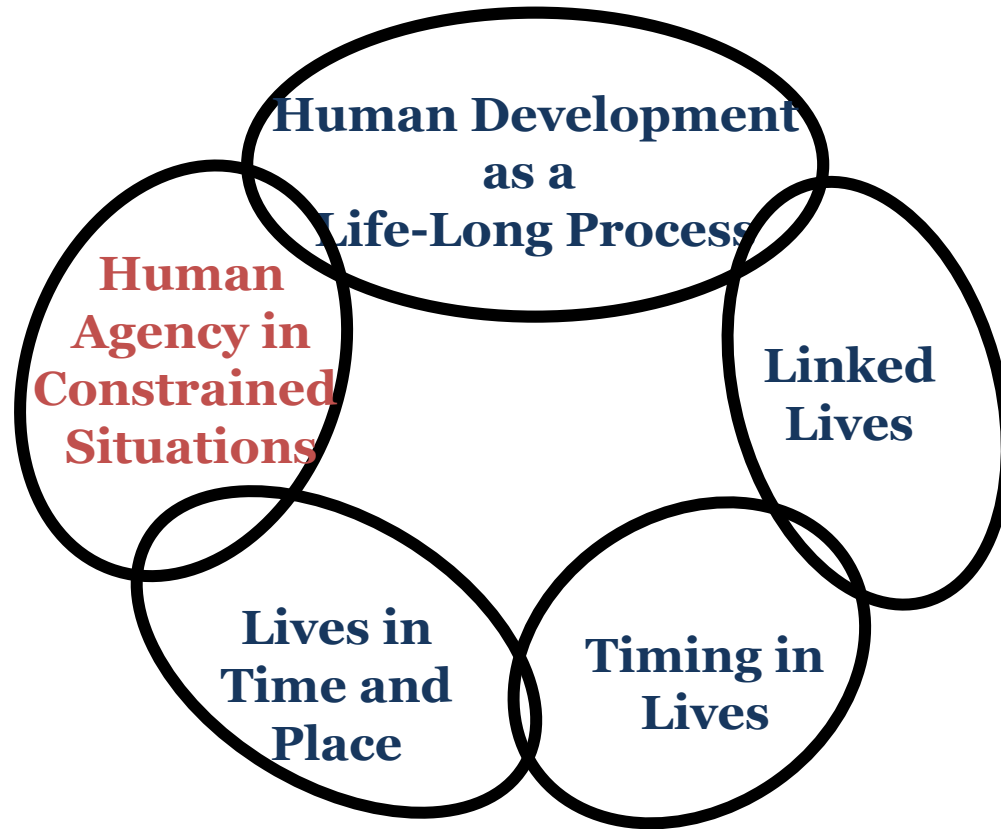 Human Development
as a
Life-Long Process
Human
Agency in
Constrained
Situations
Linked
Lives
Lives in
Time and
Place
Timing in
Lives